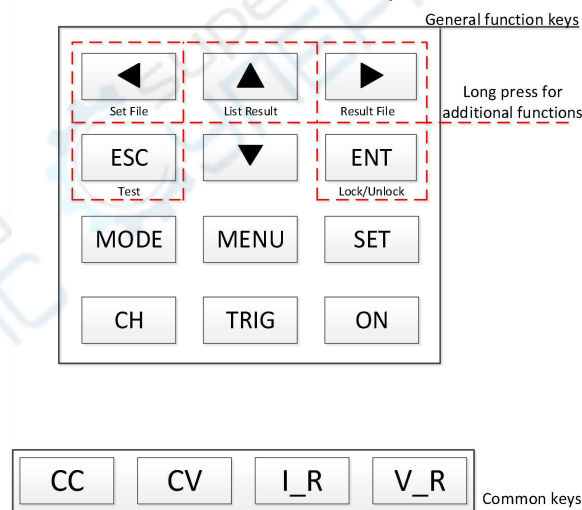 General function keys
Set File
List Result
Result File
Long press for
additional functions
ESC
ENT
Test
Lock/Unlock
MODE
MENU
SET
CH
TRIG
ON
CC
CV
I_R
V_R
Common keys